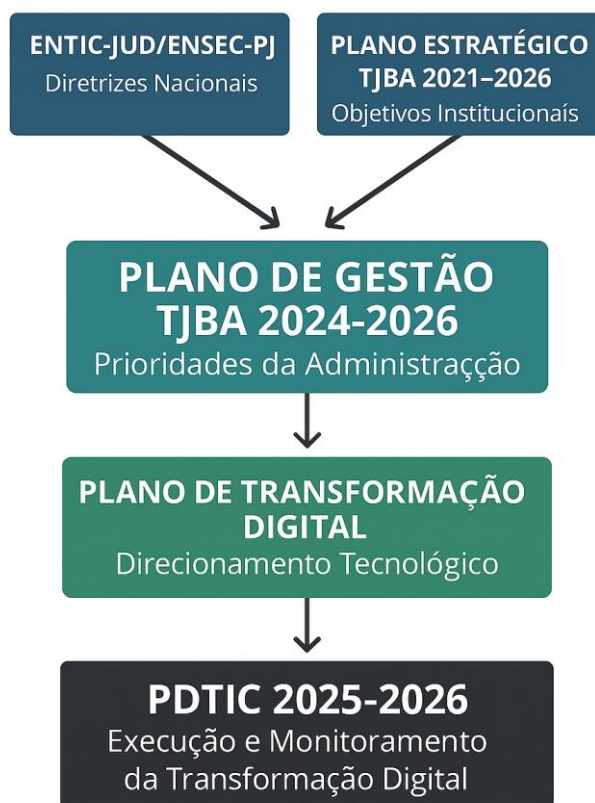 ENTIC-JUD/ENSEC-PJ
Diretrizes Nacionais
PLANO ESTRATÉGICO
TJBA 2021–2026
Objetivos Institucionaís
PLANO DE GESTÃO
TJBA 2024-2026
Prioridades da Administraçção
PLANO DE TRANSFORMAÇÃO
DIGITAL
Direcionamento Tecnológico
PDTIC 2025-2026
Execução e Monitoramento
da Transformação Digital